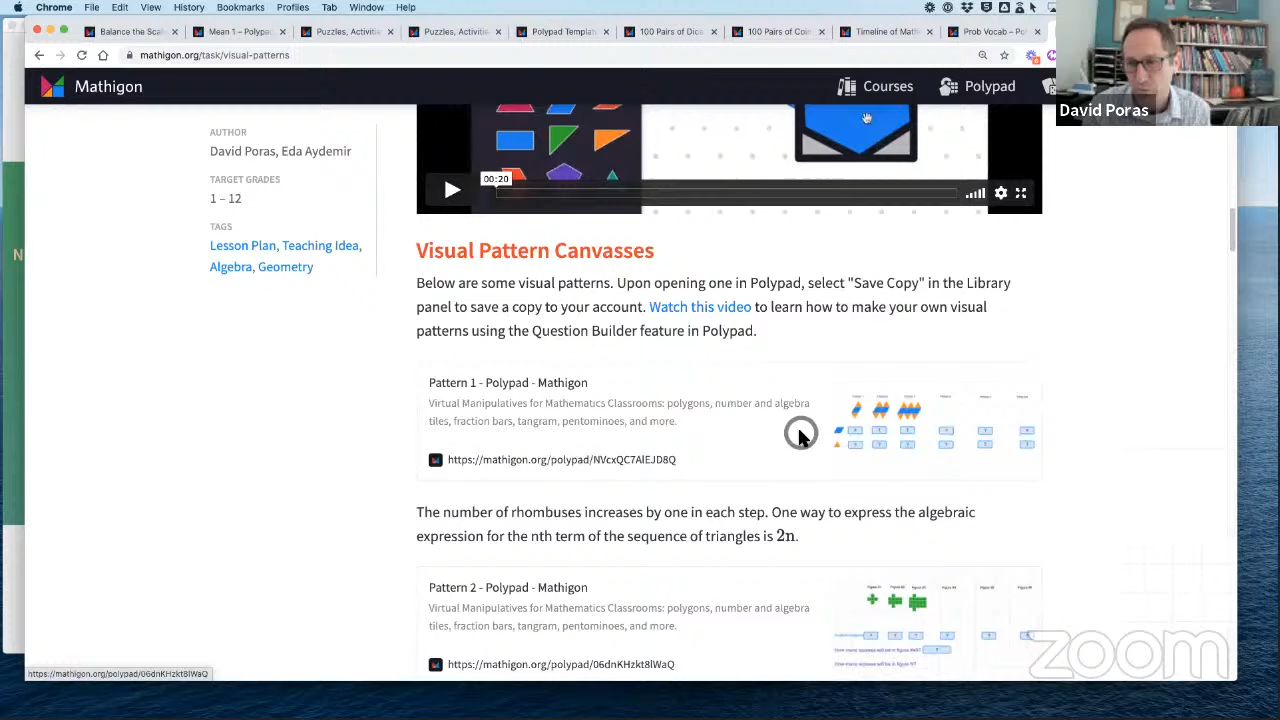 Chrome File Edit View History Bookmarks Profiles Tab Window Help
Balance the Scal Mean 1 – Polypad Puzzles, Activitie Puzzles, Activitie Polypad Templat 100 Pairs of Dice 100 Pairs of Coin Timeline of Math Prob Vocab – Po
mathigon.org/task/visual-patterns
Mathigon Courses Polypad
David Poras
AUTHOR
David Poras, Eda Aydemir
TARGET GRADES
1 – 12
TAGS
Lesson Plan, Teaching Idea,
Algebra, Geometry
00:20
Visual Pattern Canvasses
Below are some visual patterns. Upon opening one in Polypad, select "Save Copy" in the Library
panel to save a copy to your account. Watch this video to learn how to make your own visual
patterns using the Question Builder feature in Polypad.
Pattern 1 - Polypad - Mathigon
Virtual Manipulatives for Mathematics Classrooms: polygons, number and algebra
tiles, fraction bars, tangram, pentominoes, and more.
https://mathigon.org/polypad/NVcxQC7AlEJD8Q
The number of rhombuses increases by one in each step. One way to express the algebraic
expression for the nth term of the sequence of triangles is 2n.
Pattern 2 - Polypad - Mathigon
Virtual Manipulatives for Mathematics Classrooms: polygons, number and algebra
tiles, fraction bars, tangram, pentominoes, and more.
https://mathigon.org/polypad/06dnKHzkt8lWaQ
zoom